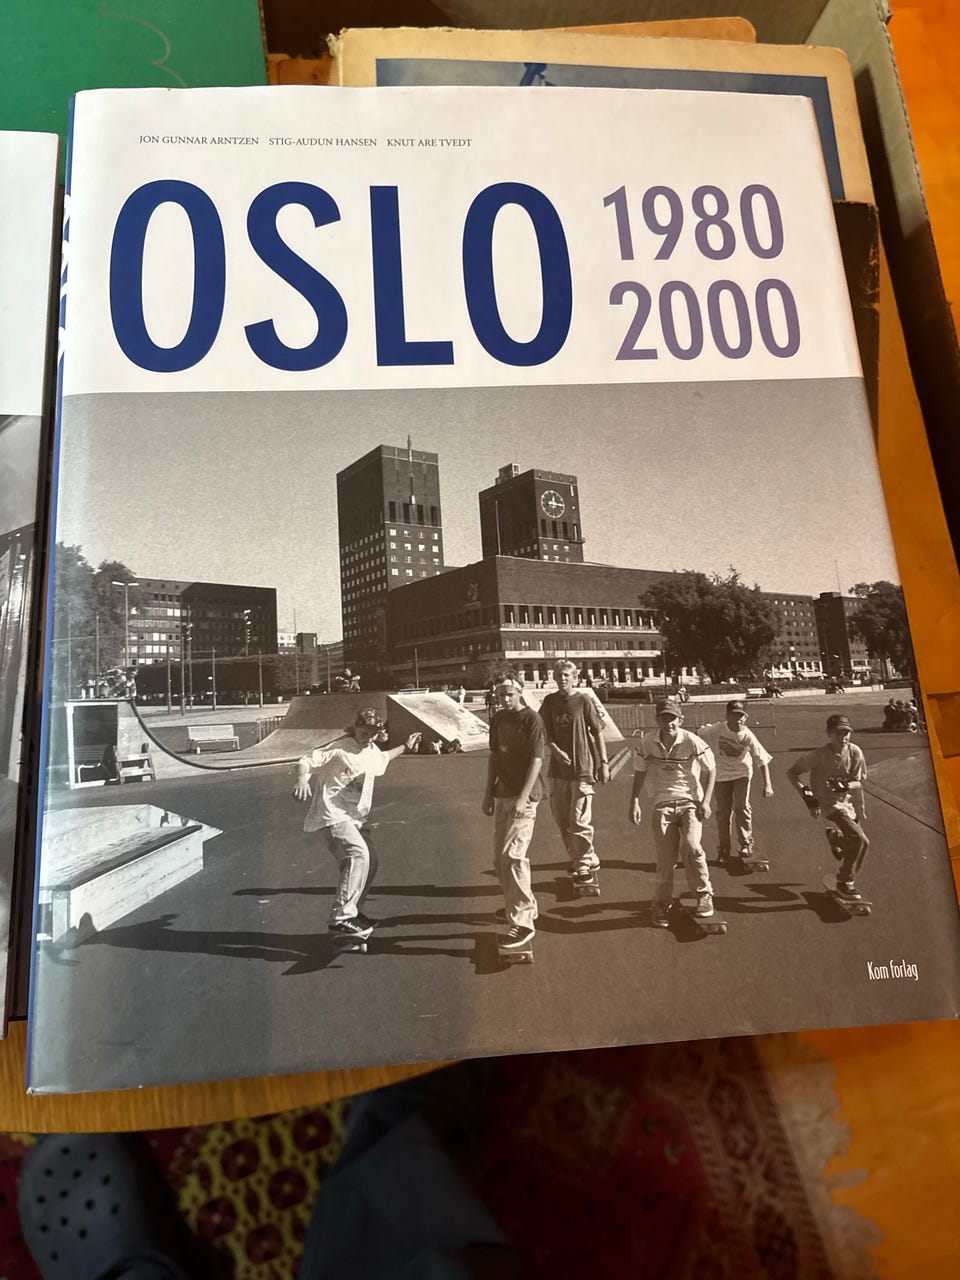 JON GUNNAR ARNTZEN STIG-AUDUN HANSEN KNUT ARE TVEDT
OSLO
1980
2000
Kom forlag